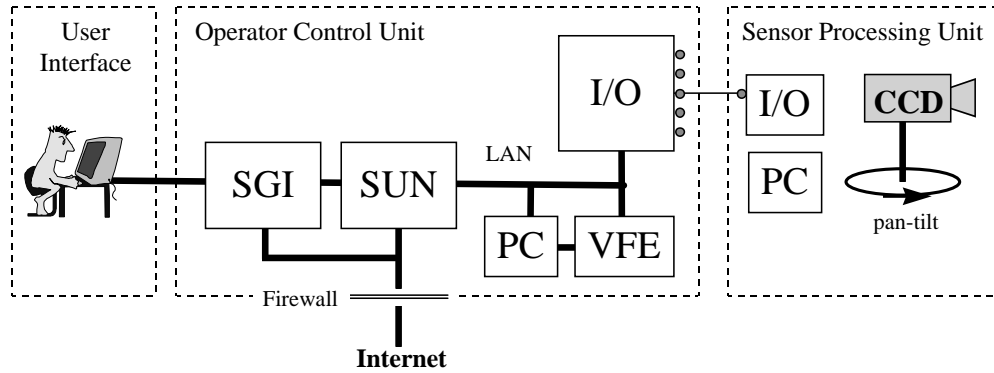 User
Interface
Operator Control Unit
Sensor Processing Unit
I/O
I/O
CCD
LAN
SGI
SUN
PC
PC
VFE
pan-tilt
Firewall
Internet